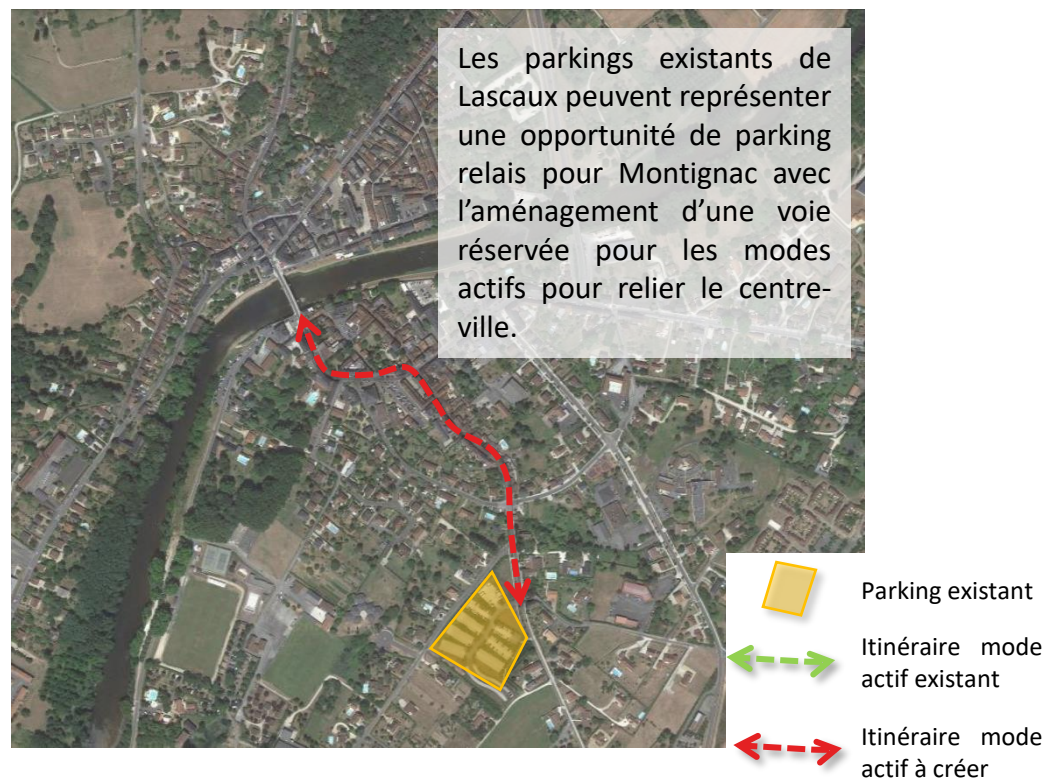 Les parkings existants de
Lascaux peuvent représenter
une opportunité de parking
relais pour Montignac avec
l’aménagement d’une voie
réservée pour les modes
actifs pour relier le centre-
ville.
Parking existant
Itinéraire mode
actif existant
Itinéraire mode
actif à créer